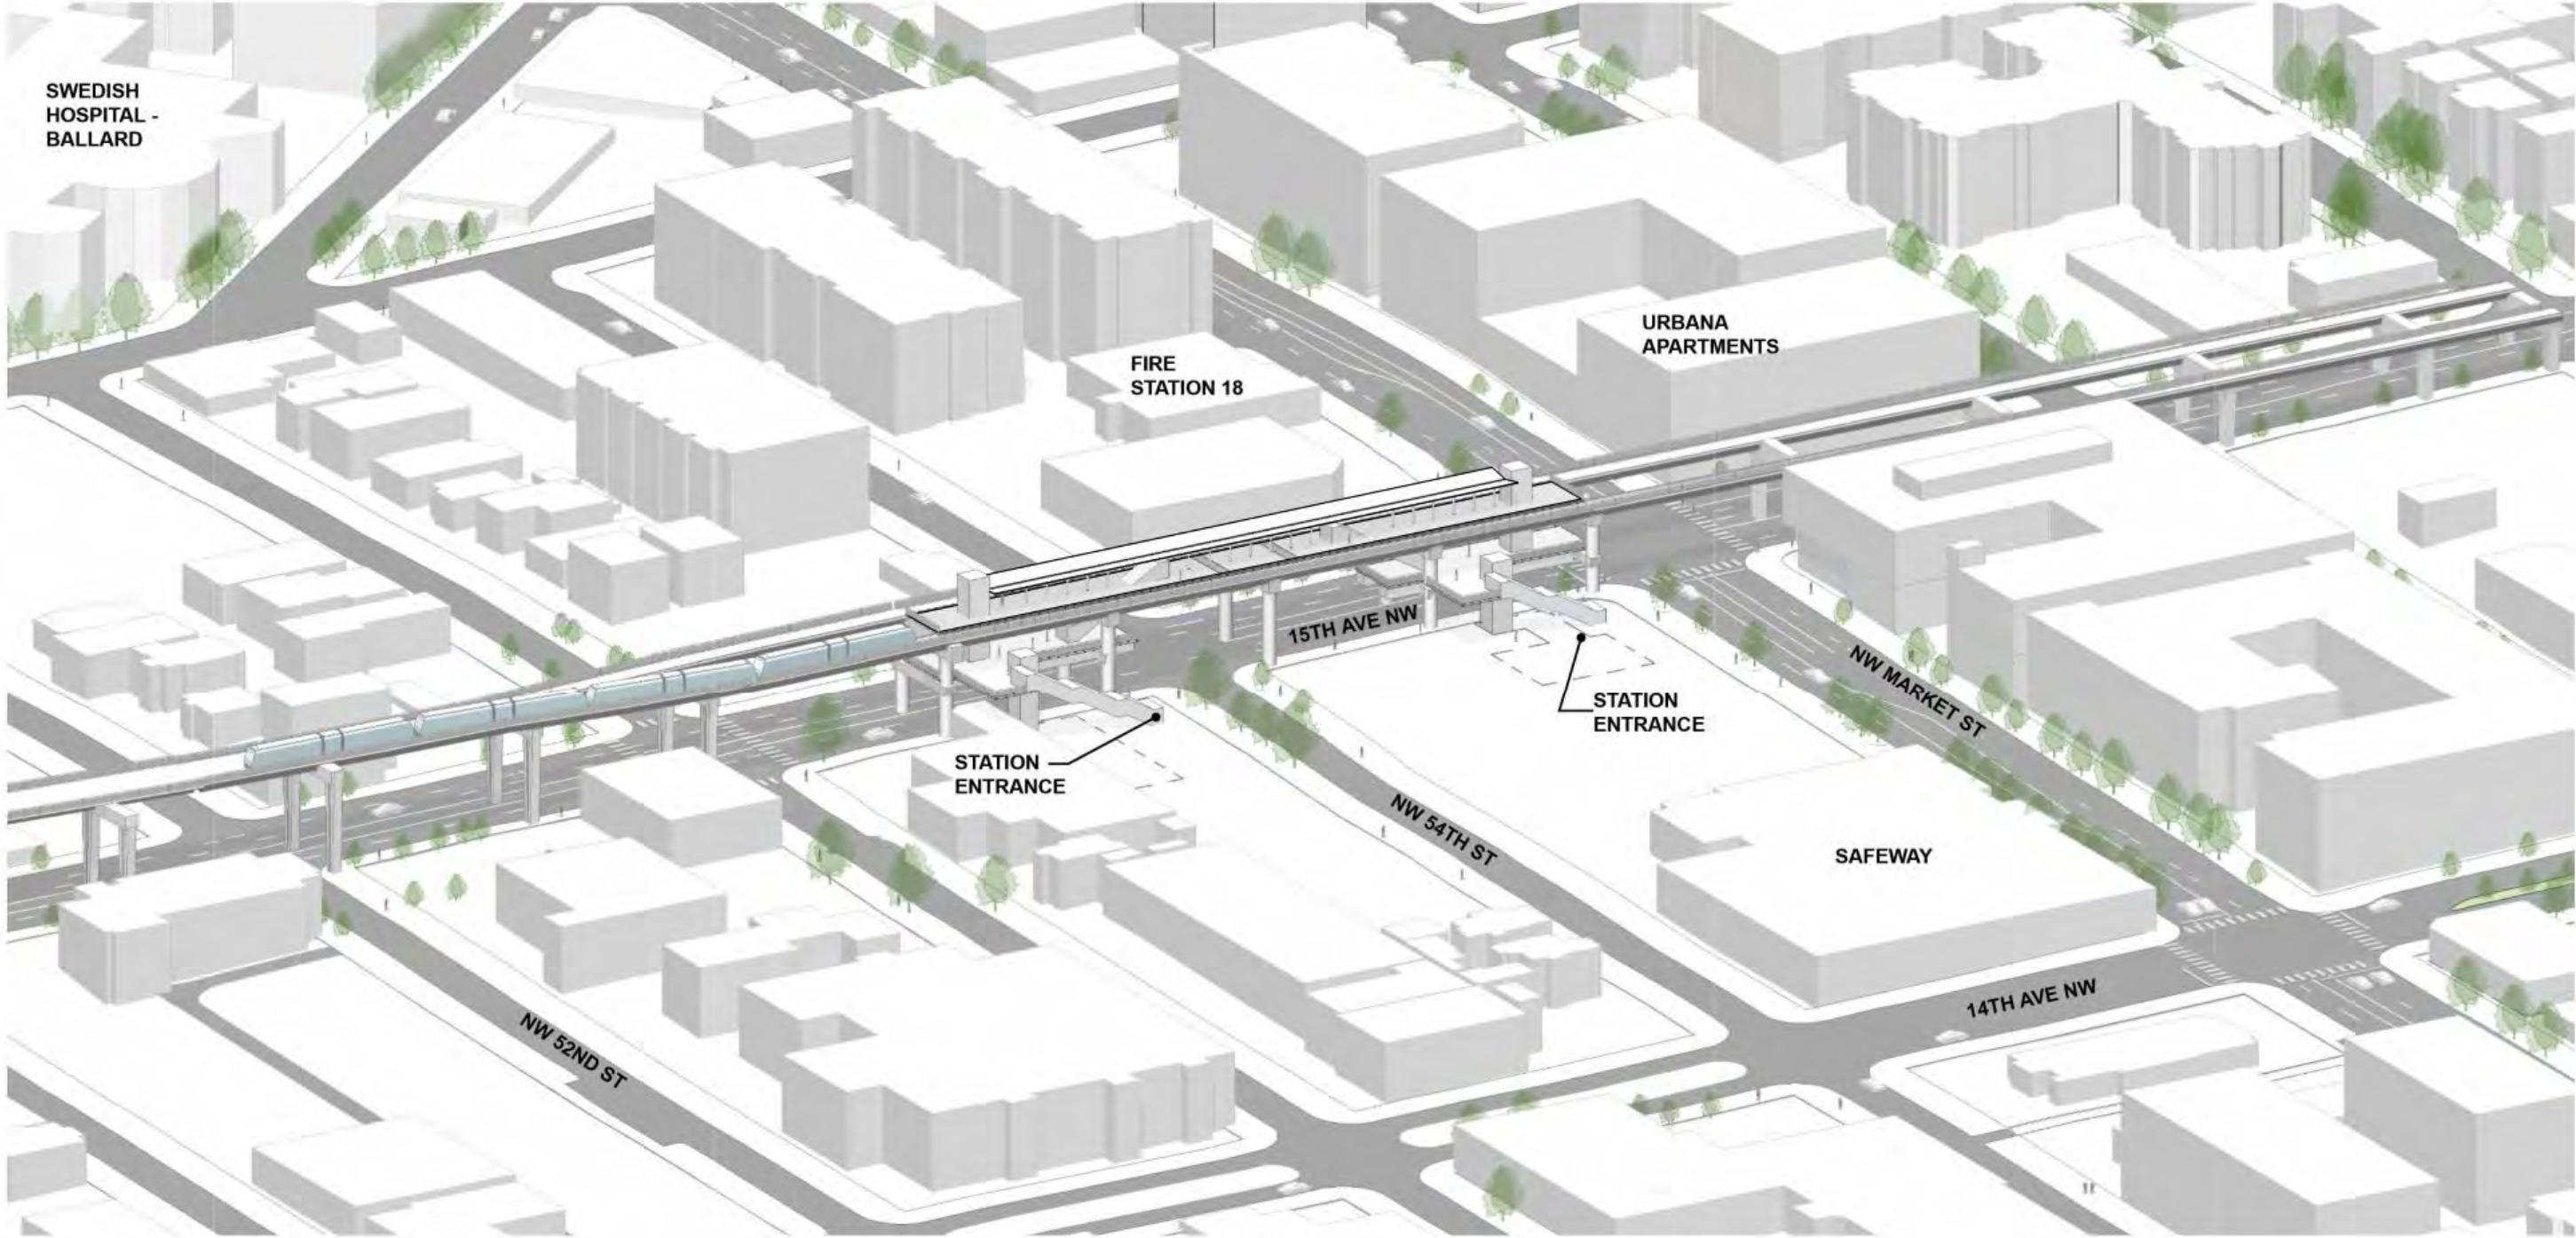 SWEDISH
HOSPITAL -
BALLARD
URBANA
APARTMENTS
FIRE
STATION 18
15TH AVE NW
NW MARKET ST
STATION
ENTRANCE
STATION
ENTRANCE
NW 54TH ST
SAFEWAY
14TH AVE NW
NW 52ND ST